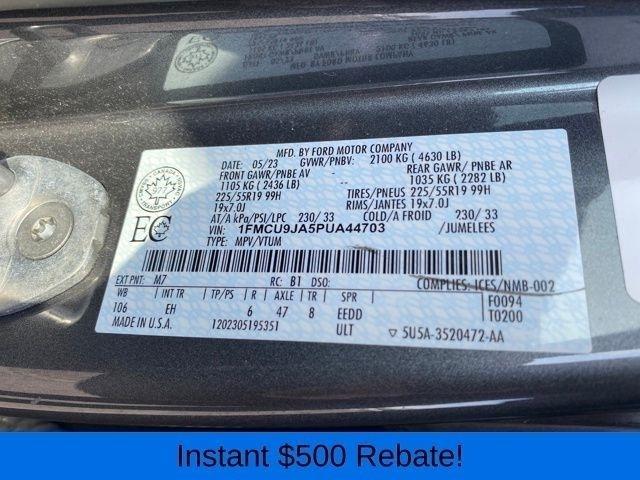 MFD. BY FORD MOTOR COMPANY
DATE: 05/23 GVWR/PNBV: 2100 KG ( 4630 LB)
FRONT GAWR/ PNBE AV -- REAR GAWR/ PNBE AR
1105 KG ( 2436 LB) -- 1035 KG ( 2282 LB)
225/55R19 99H TIRES/PNEUS 225/55R19 99H
19x7.0J RIMS/JANTES 19x7.0J
AT/A kPa/PSI/LPC 230/ 33 COLD/A FROID 230/ 33
VIN: 1FMCU9JA5PUA44703 /JUMELEES
TYPE: MPV/VTUM
EC
EXT PNT: M7 RC: B1 DSO: COMPLIES: ICES/NMB-002
WB INT TR TP/PS R AXLE TR SPR F0094
106 EH 6 47 8 EEDD T0200
MADE IN U.S.A. 1202305195351 ULT 5U5A-3520472-AA
Instant $500 Rebate!